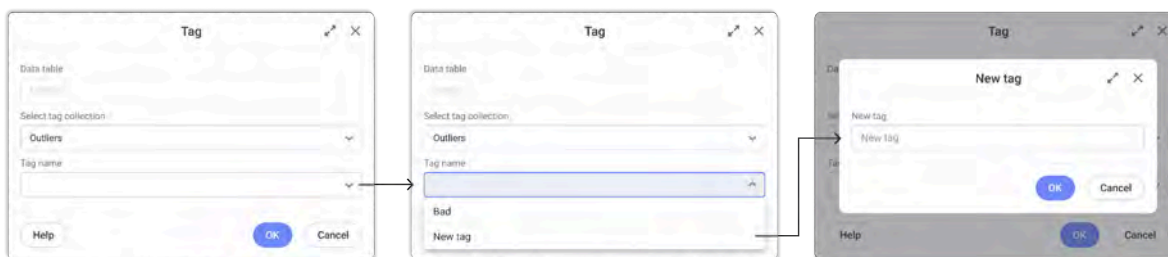 Tag
Data table
Select tag collection
Outliers
Tag name
Help
OK
Cancel
Tag
Data table
Select tag collection
Outliers
Tag name
Bad
New tag
Tag
Da
New tag
New tag
New tag
OK
Cancel
Help
OK
Cancel